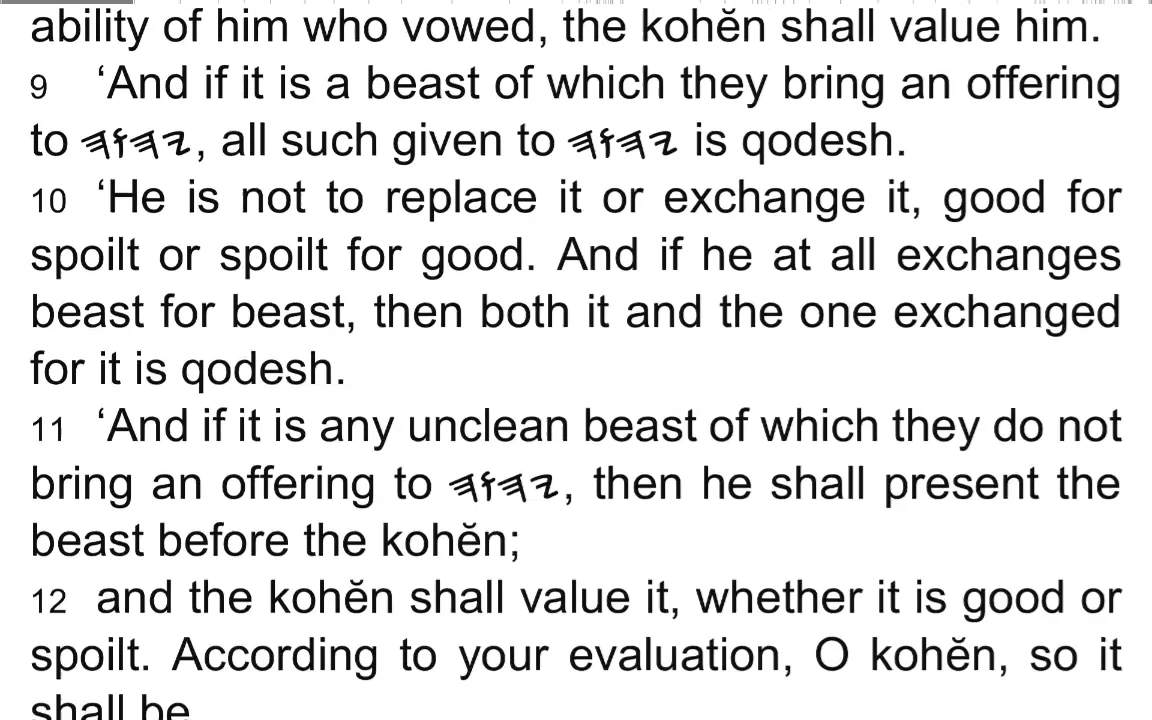 ability of him who vowed, the kohĕn shall value him.
9 ‘And if it is a beast of which they bring an offering
to 𐤉𐤄𐤅𐤄, all such given to 𐤉𐤄𐤅𐤄 is qodesh.
10 ‘He is not to replace it or exchange it, good for
spoilt or spoilt for good. And if he at all exchanges
beast for beast, then both it and the one exchanged
for it is qodesh.
11 ‘And if it is any unclean beast of which they do not
bring an offering to 𐤉𐤄𐤅𐤄, then he shall present the
beast before the kohĕn;
12 and the kohĕn shall value it, whether it is good or
spoilt. According to your evaluation, O kohĕn, so it
shall be